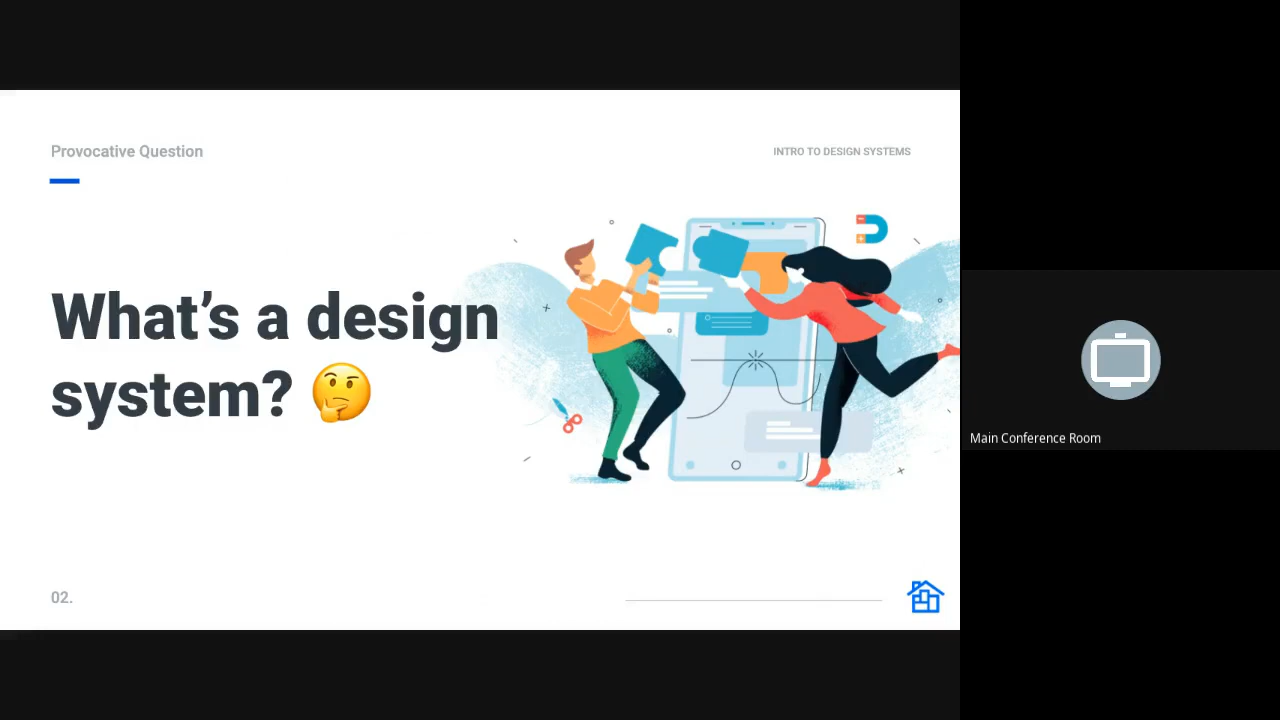 Provocative Question
INTRO TO DESIGN SYSTEMS
What’s a design
system? 🤔
02.
Main Conference Room